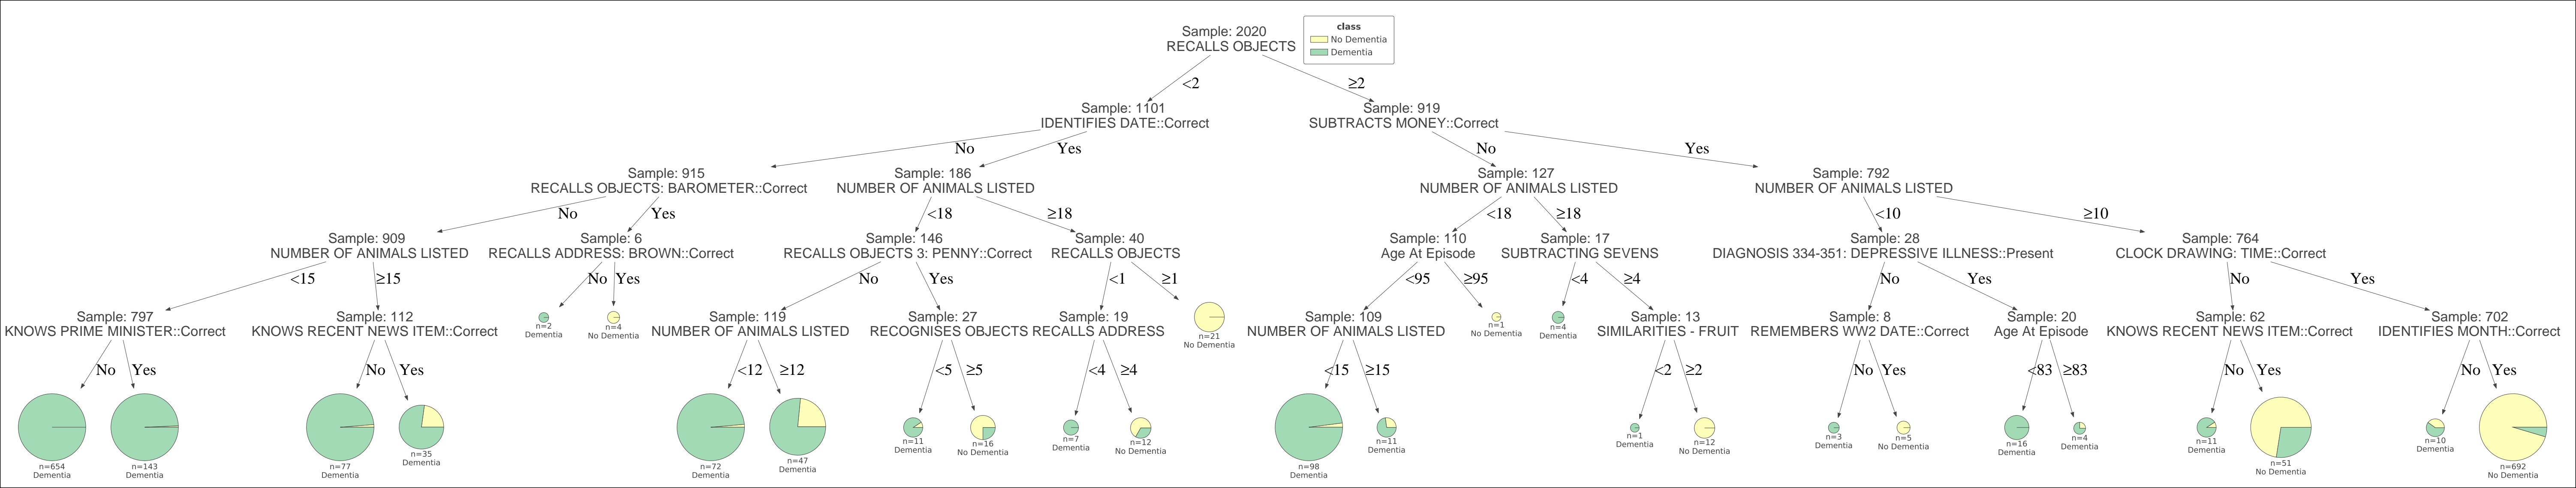 Sample: 2020
RECALLS OBJECTS
class
No Dementia
Dementia
<2
≥2
Sample: 1101
IDENTIFIES DATE::Correct
Sample: 919
SUBTRACTS MONEY::Correct
No
Yes
No
Yes
Sample: 915
RECALLS OBJECTS: BAROMETER::Correct
Sample: 186
NUMBER OF ANIMALS LISTED
Sample: 127
NUMBER OF ANIMALS LISTED
Sample: 792
NUMBER OF ANIMALS LISTED
No
Yes
<18
≥18
<18
≥18
<10
≥10
Sample: 909
NUMBER OF ANIMALS LISTED
Sample: 6
RECALLS ADDRESS: BROWN::Correct
Sample: 146
RECALLS OBJECTS 3: PENNY::Correct
Sample: 40
RECALLS OBJECTS
Sample: 110
Age At Episode
Sample: 17
SUBTRACTING SEVENS
Sample: 28
DIAGNOSIS 334-351: DEPRESSIVE ILLNESS::Present
Sample: 764
CLOCK DRAWING: TIME::Correct
<15
≥15
No
Yes
No
Yes
<1
≥1
<95
≥95
<4
≥4
No
Yes
No
Yes
Sample: 797
KNOWS PRIME MINISTER::Correct
Sample: 112
KNOWS RECENT NEWS ITEM::Correct
n=2
Dementia
n=4
No Dementia
Sample: 119
NUMBER OF ANIMALS LISTED
Sample: 27
RECOGNISES OBJECTS
Sample: 19
RECALLS ADDRESS
n=21
No Dementia
Sample: 109
NUMBER OF ANIMALS LISTED
n=1
No Dementia
n=4
Dementia
Sample: 13
SIMILARITIES - FRUIT
Sample: 8
REMEMBERS WW2 DATE::Correct
Sample: 20
Age At Episode
Sample: 62
KNOWS RECENT NEWS ITEM::Correct
Sample: 702
IDENTIFIES MONTH::Correct
No
Yes
No
Yes
<12
≥12
<5
≥5
<4
≥4
<15
≥15
<2
≥2
No
Yes
<83
≥83
No
Yes
No
Yes
n=654
Dementia
n=143
Dementia
n=77
Dementia
n=35
Dementia
n=72
Dementia
n=47
Dementia
n=11
Dementia
n=16
No Dementia
n=7
Dementia
n=12
No Dementia
n=98
Dementia
n=11
Dementia
n=1
Dementia
n=12
No Dementia
n=3
Dementia
n=5
No Dementia
n=16
Dementia
n=4
Dementia
n=11
Dementia
n=51
No Dementia
n=10
Dementia
n=692
No Dementia